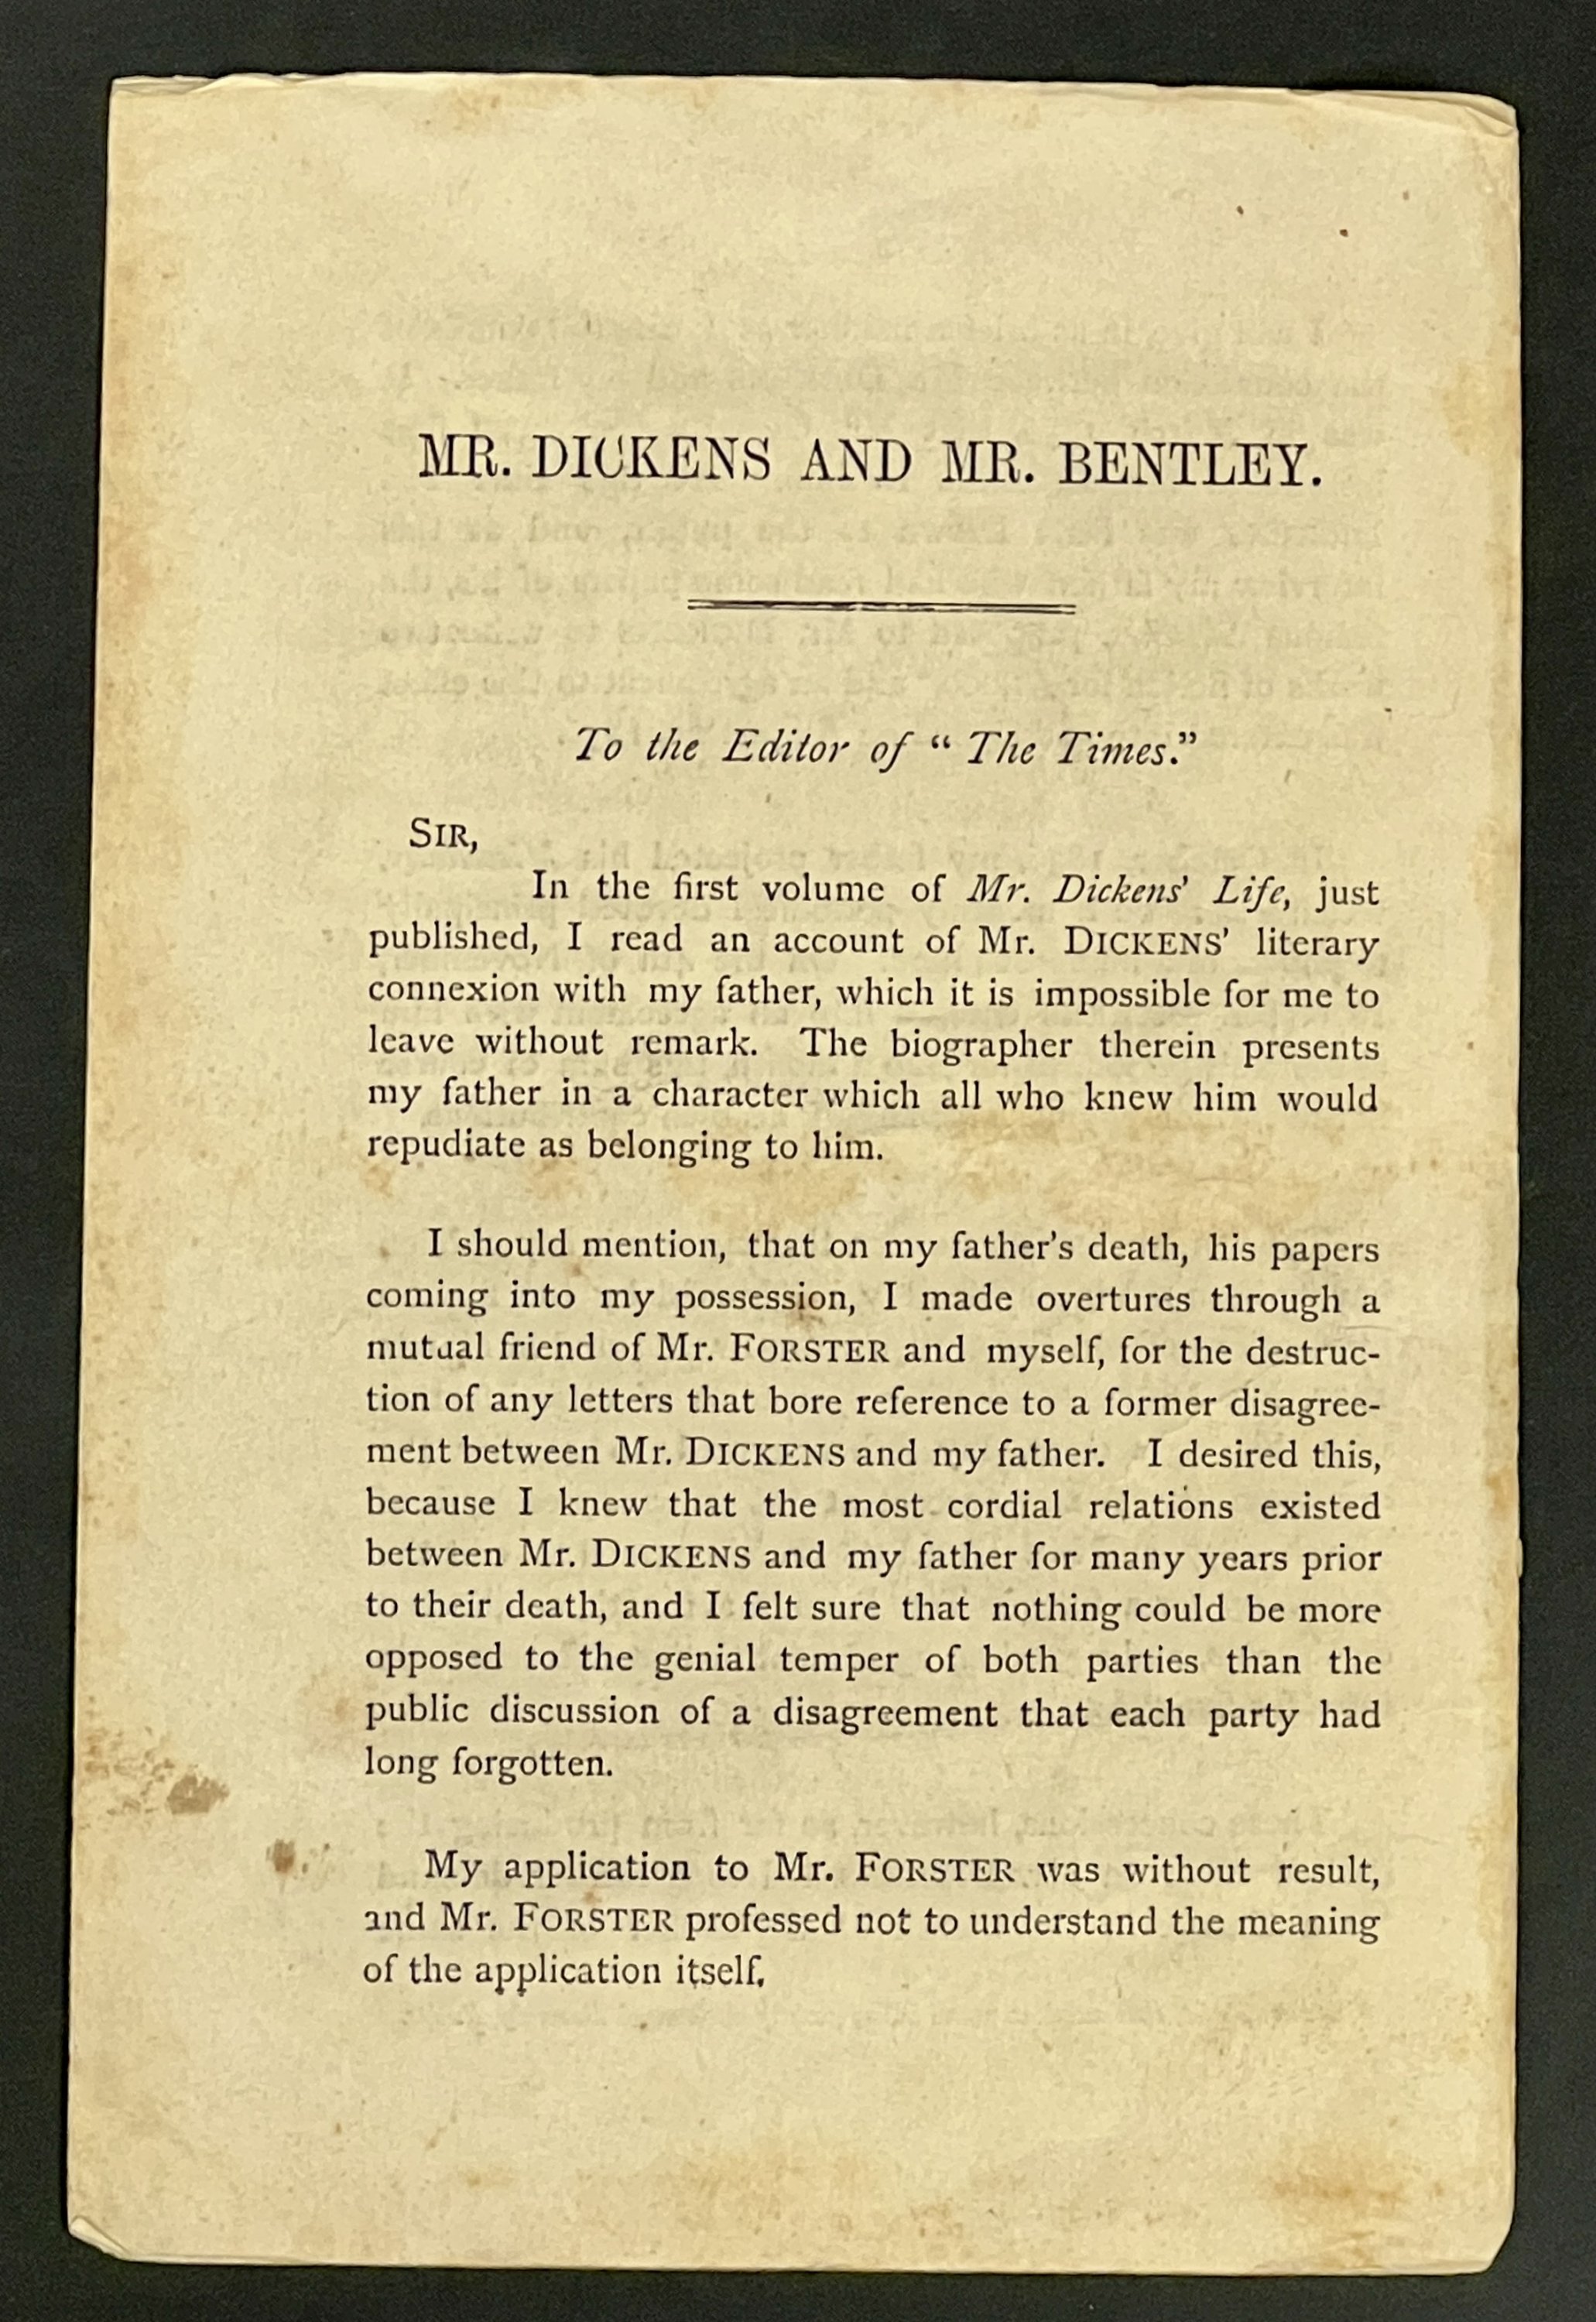 MR. DICKENS AND MR. BENTLEY.
To the Editor of “ The Times.”
SIR,
In the first volume of Mr. Dickens' Life, just
published, I read an account of Mr. DICKENS' literary
connexion with my father, which it is impossible for me to
leave without remark. The biographer therein presents
my father in a character which all who knew him would
repudiate as belonging to him.
I should mention, that on my father's death, his papers
coming into my possession, I made overtures through a
mutual friend of Mr. FORSTER and myself, for the destruc-
tion of any letters that bore reference to a former disagree-
ment between Mr. DICKENS and my father. I desired this,
because I knew that the most cordial relations existed
between Mr. DICKENS and my father for many years prior
to their death, and I felt sure that nothing could be more
opposed to the genial temper of both parties than the
public discussion of a disagreement that each party had
long forgotten.
My application to Mr. FORSTER was without result,
and Mr. FORSTER professed not to understand the meaning
of the application itself.